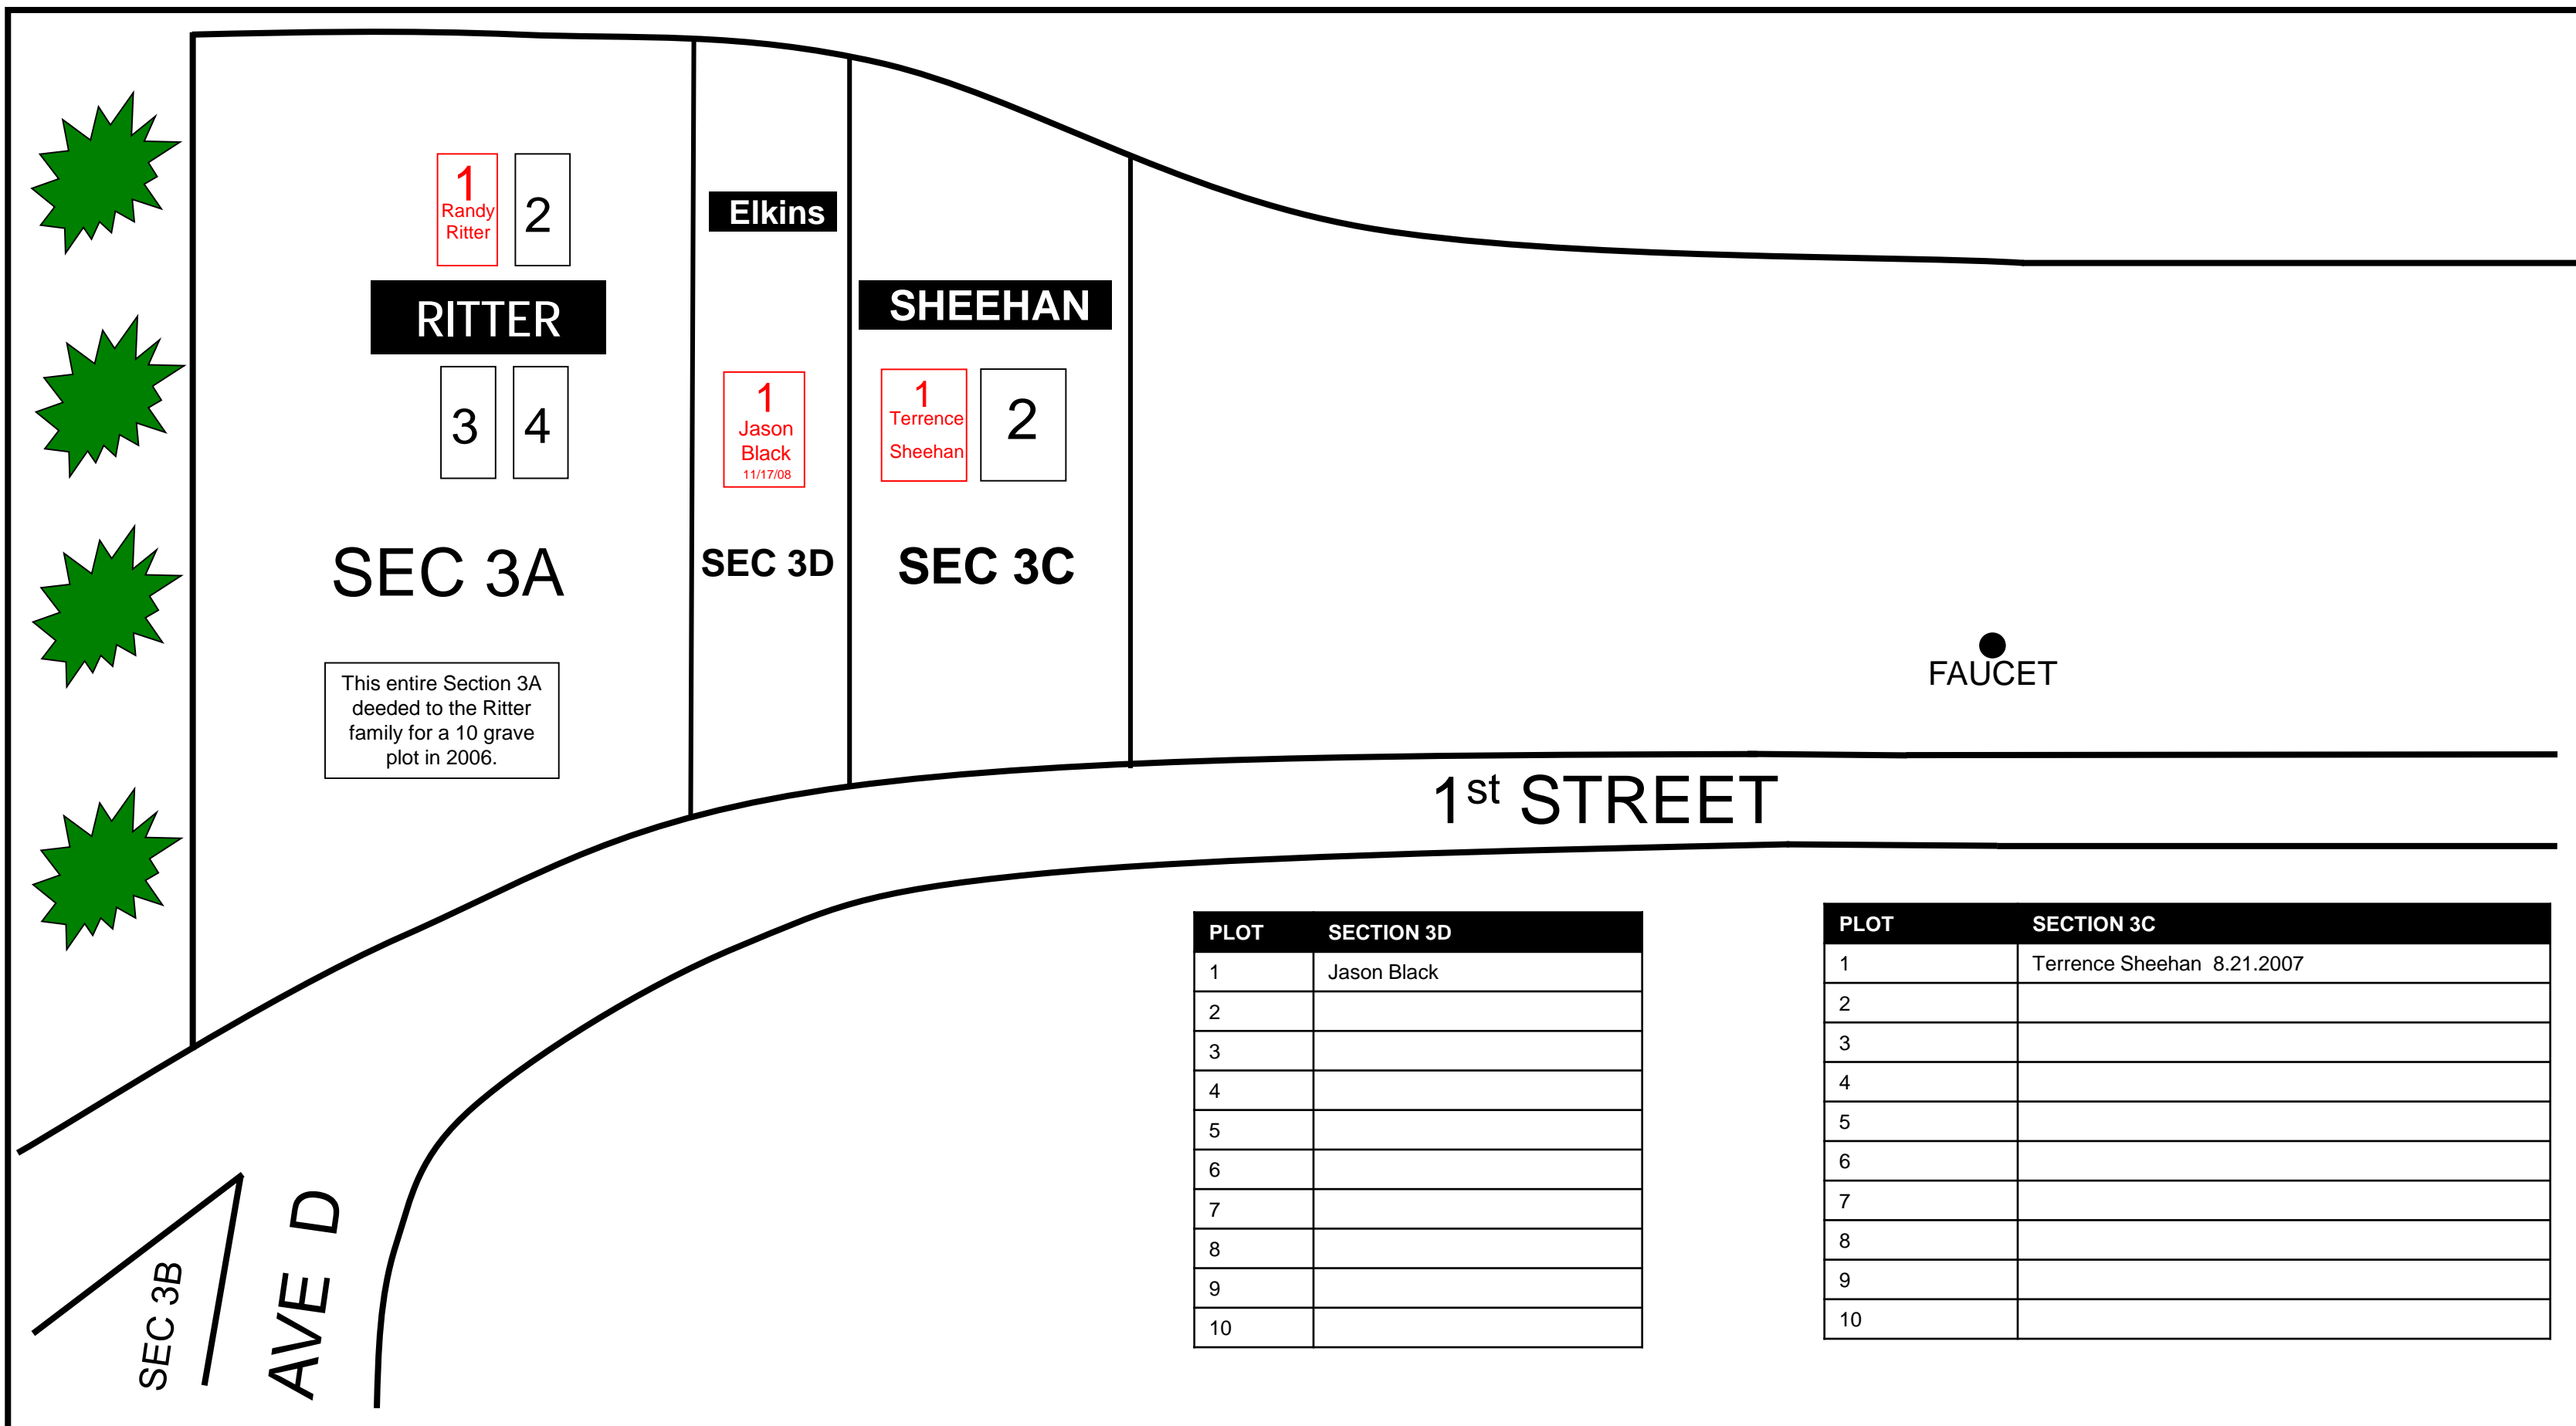 1
Randy
Ritter
2
RITTER
3
4
SEC 3A
This entire Section 3A
deeded to the Ritter
family for a 10 grave
plot in 2006.
Elkins
1
Jason
Black
11/17/08
SEC 3D
SHEEHAN
1
Terrence
Sheehan
2
SEC 3C
FAUCET
1st STREET
SEC 3B
AVE D
PLOT SECTION 3D
1 Jason Black
2
3
4
5
6
7
8
9
10
PLOT SECTION 3C
1 Terrence Sheehan 8.21.2007
2
3
4
5
6
7
8
9
10